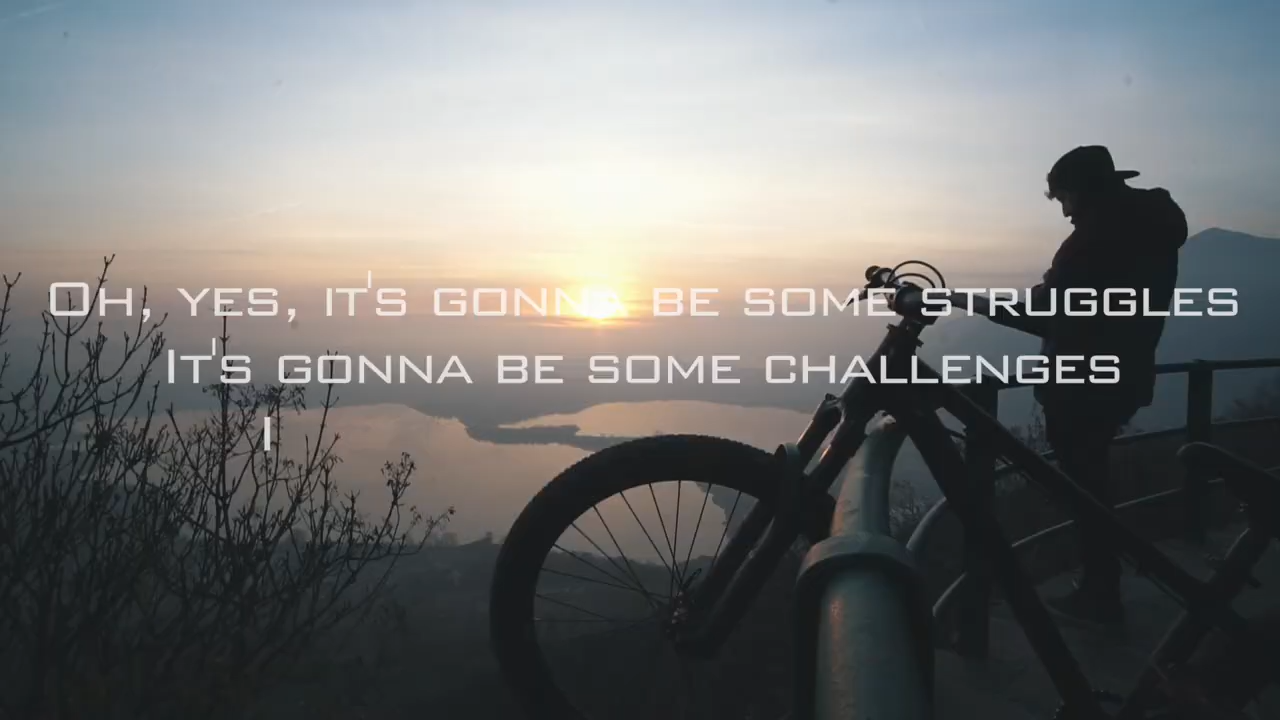 Oh, yes, it's gonna be some struggles
It's gonna be some challenges
I